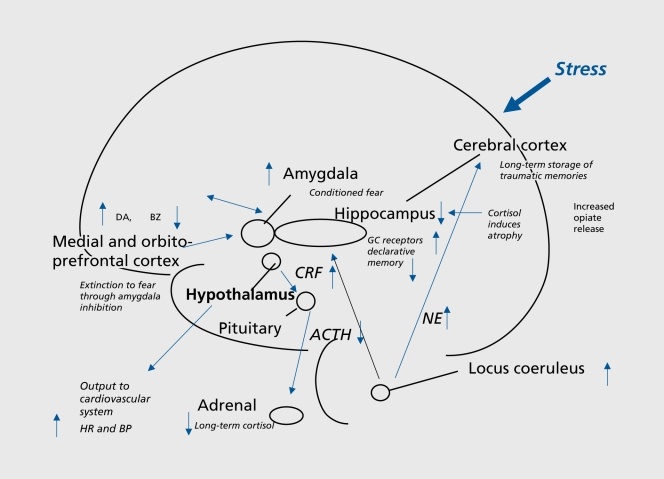 Stress
Cerebral cortex
Long-term storage of
traumatic memories
Amygdala
Conditioned fear
Hippocampus
Cortisol
induces
atrophy
Increased
opiate
release
DA,
BZ
Medial and orbito-
prefrontal cortex
GC receptors
declarative
memory
Extinction to fear
through amygdala
inhibition
CRF
Hypothalamus
Pituitary
ACTH
NE
Locus coeruleus
Output to
cardiovascular
system
HR and BP
Adrenal
Long-term cortisol